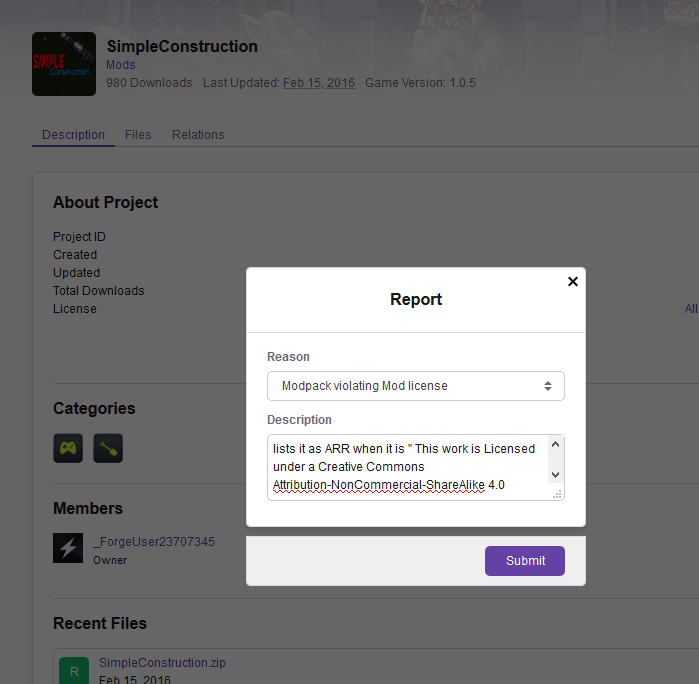 SIMPLE
Construction
SimpleConstruction
Mods
980 Downloads Last Updated: Feb 15, 2016 Game Version: 1.0.5
Description Files Relations
About Project
Project ID
Created
Updated
Total Downloads
License
All
Categories
Members
_ForgeUser23707345
Owner
Recent Files
R
SimpleConstruction.zip
Feb 15, 2016
Report
Reason
Modpack violating Mod license
Description
lists it as ARR when it is " This work is Licensed
under a Creative Commons
Attribution-NonCommercial-ShareAlike 4.0
Submit